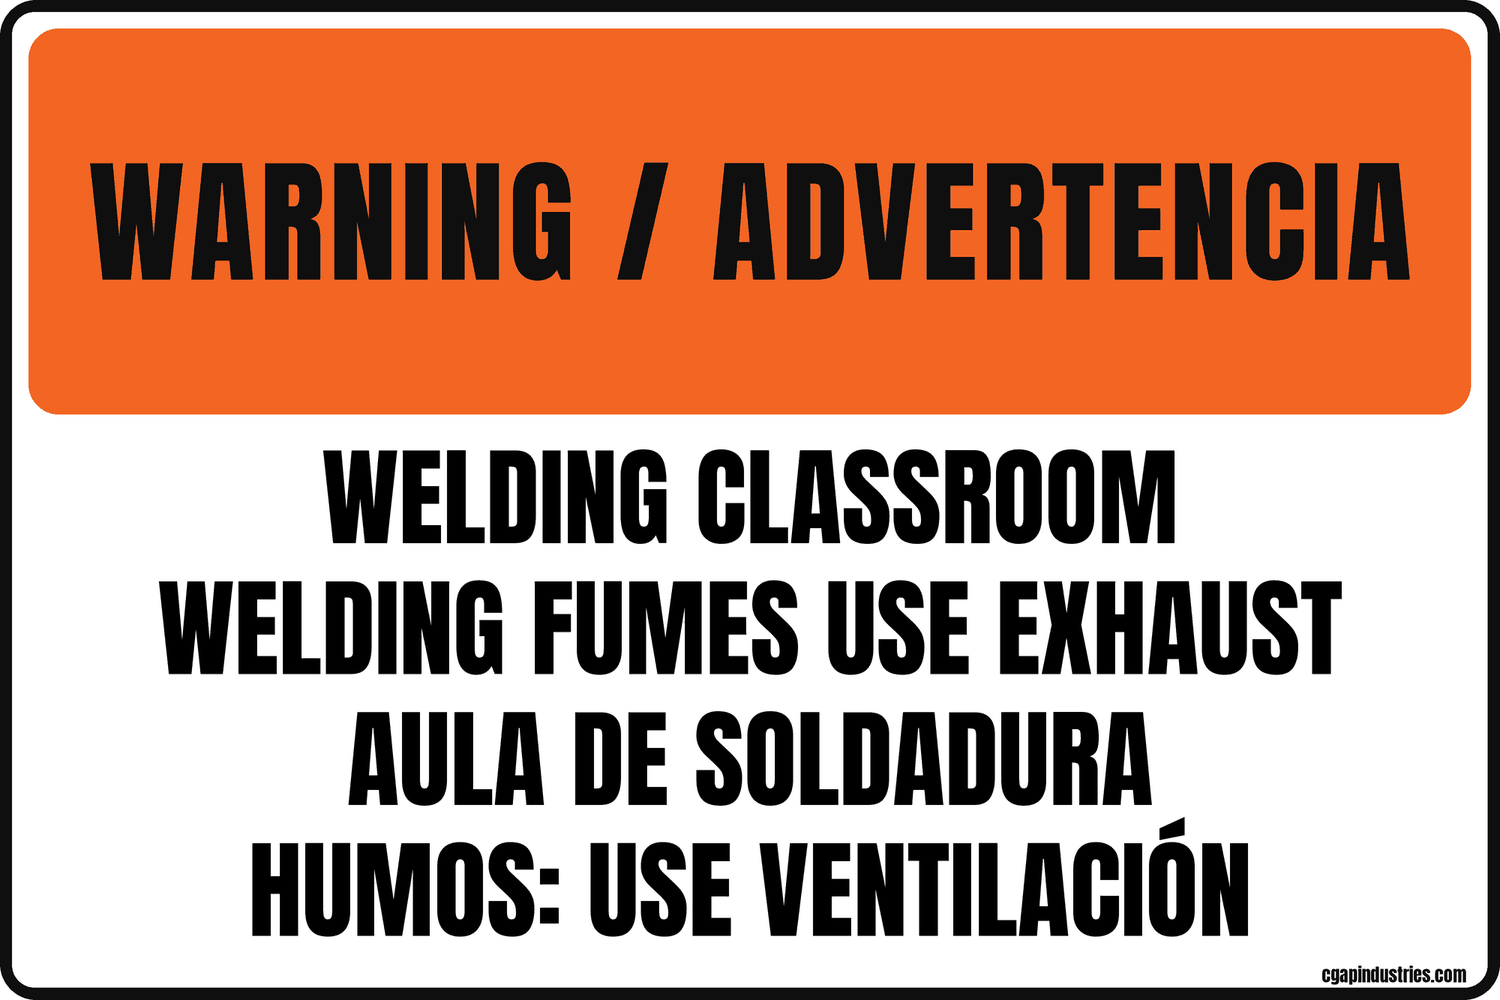 WARNING / ADVERTENCIA
WELDING CLASSROOM
WELDING FUMES USE EXHAUST
AULA DE SOLDADURA
HUMOS: USE VENTILACIÓN
cgapindustries.com